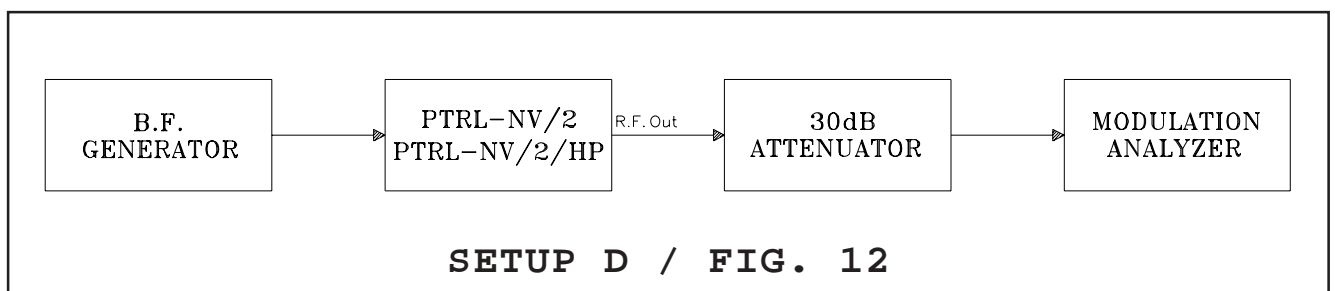 B.F.
GENERATOR
PTRL-NV/2
PTRL-NV/2/HP
R.F. Out
30dB
ATTENUATOR
MODULATION
ANALYZER
SETUP D / FIG. 12